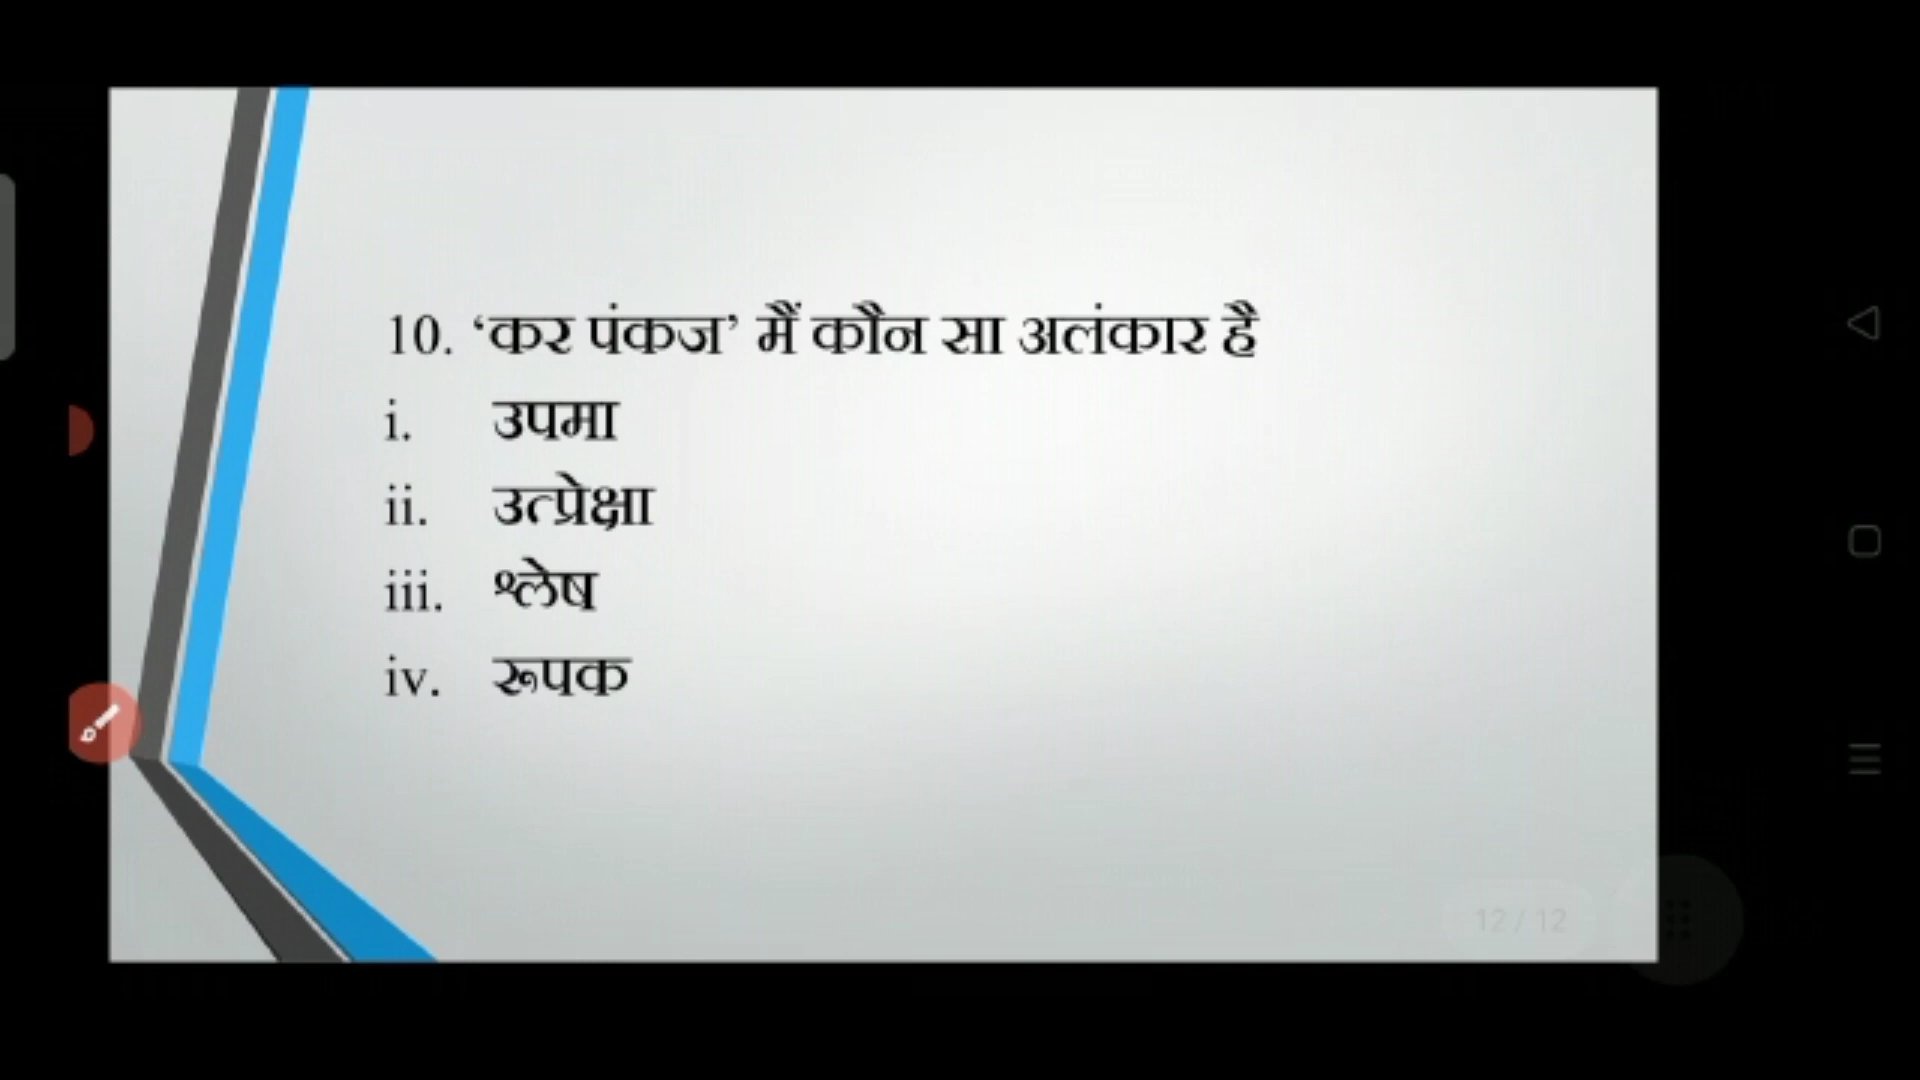 10. ‘कर पंकज’ मैं कौन सा अलंकार है
i. उपमा
ii. उत्प्रेक्षा
iii. श्लेष
iv. रूपक
12 / 12